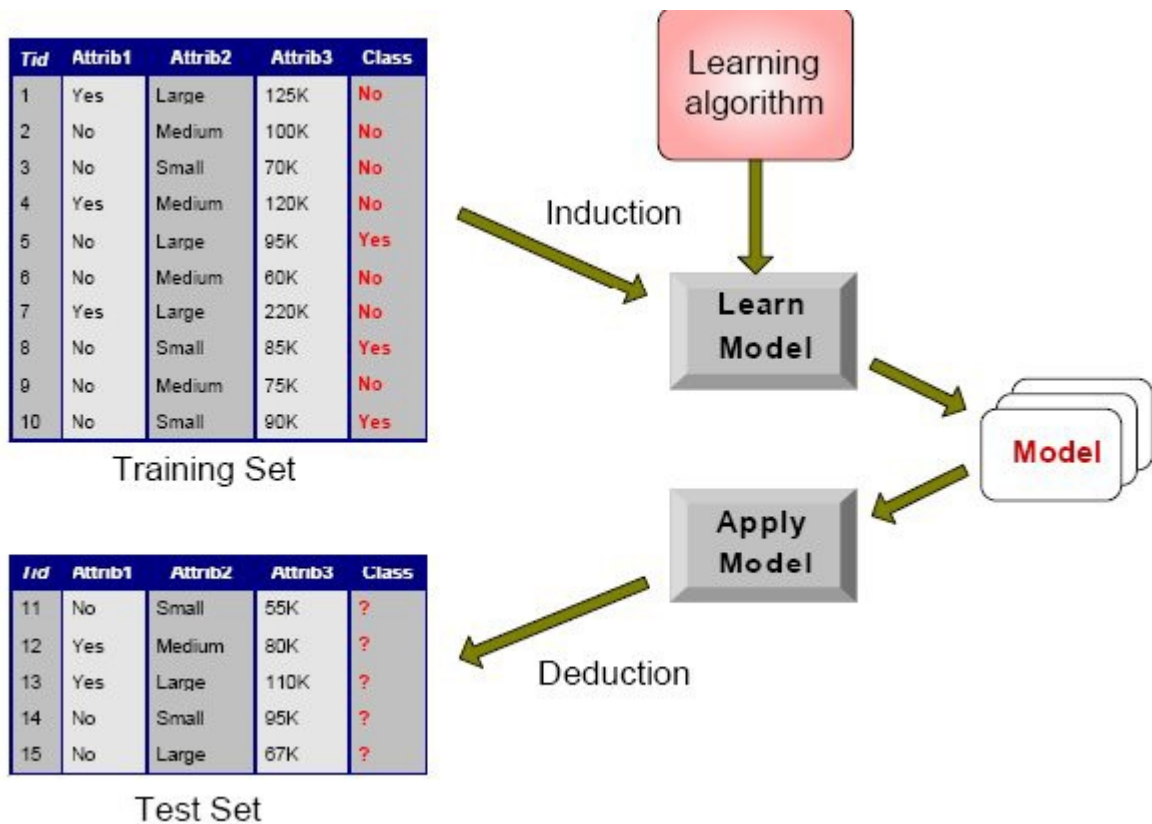 Tid Attrib1 Attrib2 Attrib3 Class
1 Yes Large 125K No
2 No Medium 100K No
3 No Small 70K No
4 Yes Medium 120K No
5 No Large 95K Yes
6 No Medium 60K No
7 Yes Large 220K No
8 No Small 85K Yes
9 No Medium 75K No
10 No Small 90K Yes
Training Set
Learning
algorithm
Induction
Learn
Model
Model
Apply
Model
Deduction
Tid Attrib1 Attrib2 Attrib3 Class
11 No Small 55K ?
12 Yes Medium 80K ?
13 Yes Large 110K ?
14 No Small 95K ?
15 No Large 67K ?
Test Set